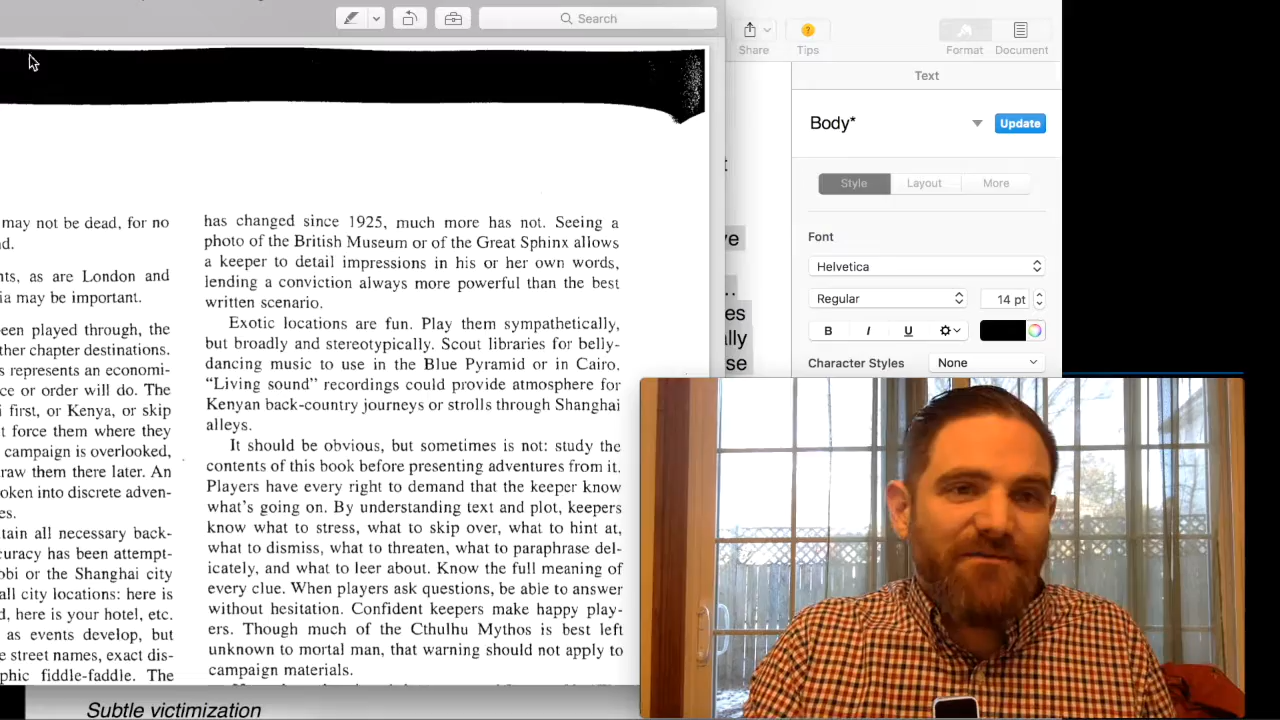 Search
may not be dead, for no
nd.
nts, as are London and
ia may be important.
een played through, the
ther chapter destinations.
s represents an economi-
ce or order will do. The
i first, or Kenya, or skip
t force them where they
campaign is overlooked,
raw them there later. An
oken into discrete adven-
es.
tain all necessary back-
curacy has been attempt-
obi or the Shanghai city
all city locations: here is
d, here is your hotel, etc.
as events develop, but
e street names, exact dis-
phic fiddle-faddle. The
has changed since 1925, much more has not. Seeing a
photo of the British Museum or of the Great Sphinx allows
a keeper to detail impressions in his or her own words,
lending a conviction always more powerful than the best
written scenario.
Exotic locations are fun. Play them sympathetically,
but broadly and stereotypically. Scout libraries for belly-
dancing music to use in the Blue Pyramid or in Cairo.
“Living sound” recordings could provide atmosphere for
Kenyan back-country journeys or strolls through Shanghai
alleys.
It should be obvious, but sometimes is not: study the
contents of this book before presenting adventures from it.
Players have every right to demand that the keeper know
what's going on. By understanding text and plot, keepers
know what to stress, what to skip over, what to hint at,
what to dismiss, what to threaten, what to paraphrase del-
icately, and what to leer about. Know the full meaning of
every clue. When players ask questions, be able to answer
without hesitation. Confident keepers make happy play-
ers. Though much of the Cthulhu Mythos is best left
unknown to mortal man, that warning should not apply to
campaign materials.
Subtle victimization
t
ve
...
es
ally
se
Share
Tips
Format
Document
Text
Body*
Update
Style
Layout
More
Font
Helvetica
Regular
14 pt
B I U
Character Styles
None